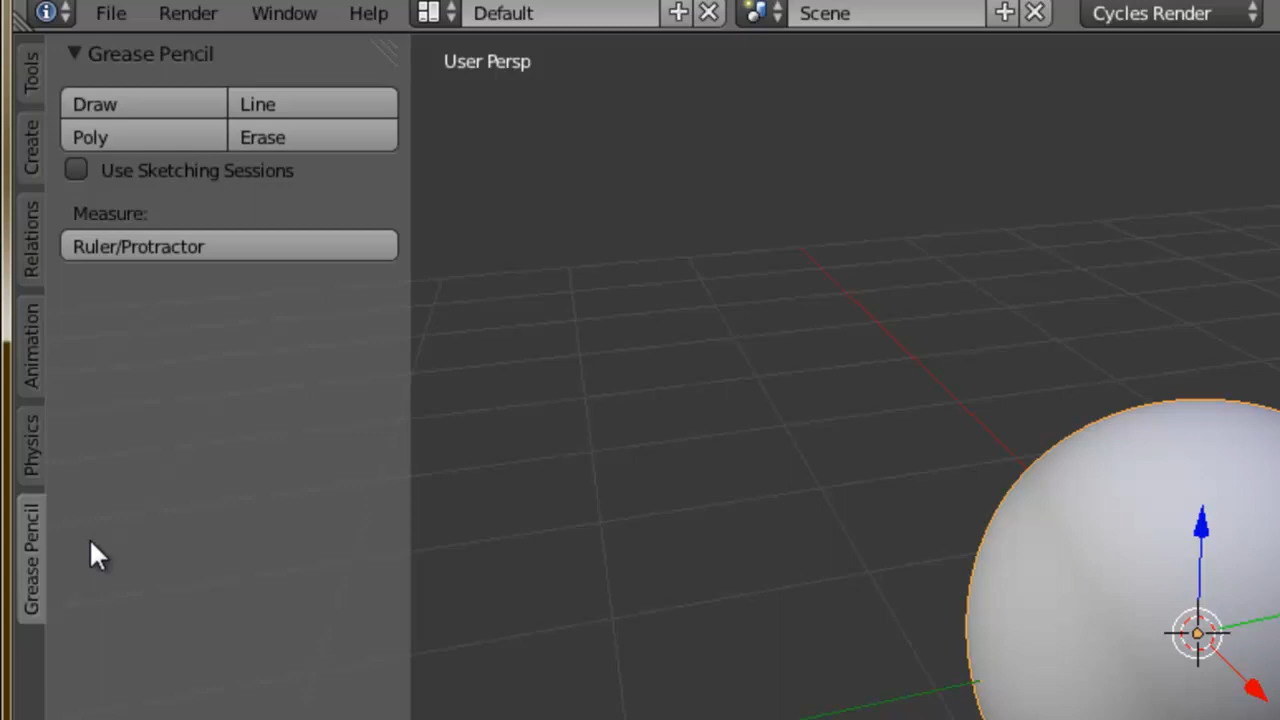 File Render Window Help Default Scene Cycles Render
Tools
Create
Relations
Animation
Physics
Grease Pencil
Grease Pencil
Draw Line
Poly Erase
Use Sketching Sessions
Measure:
Ruler/Protractor
User Persp